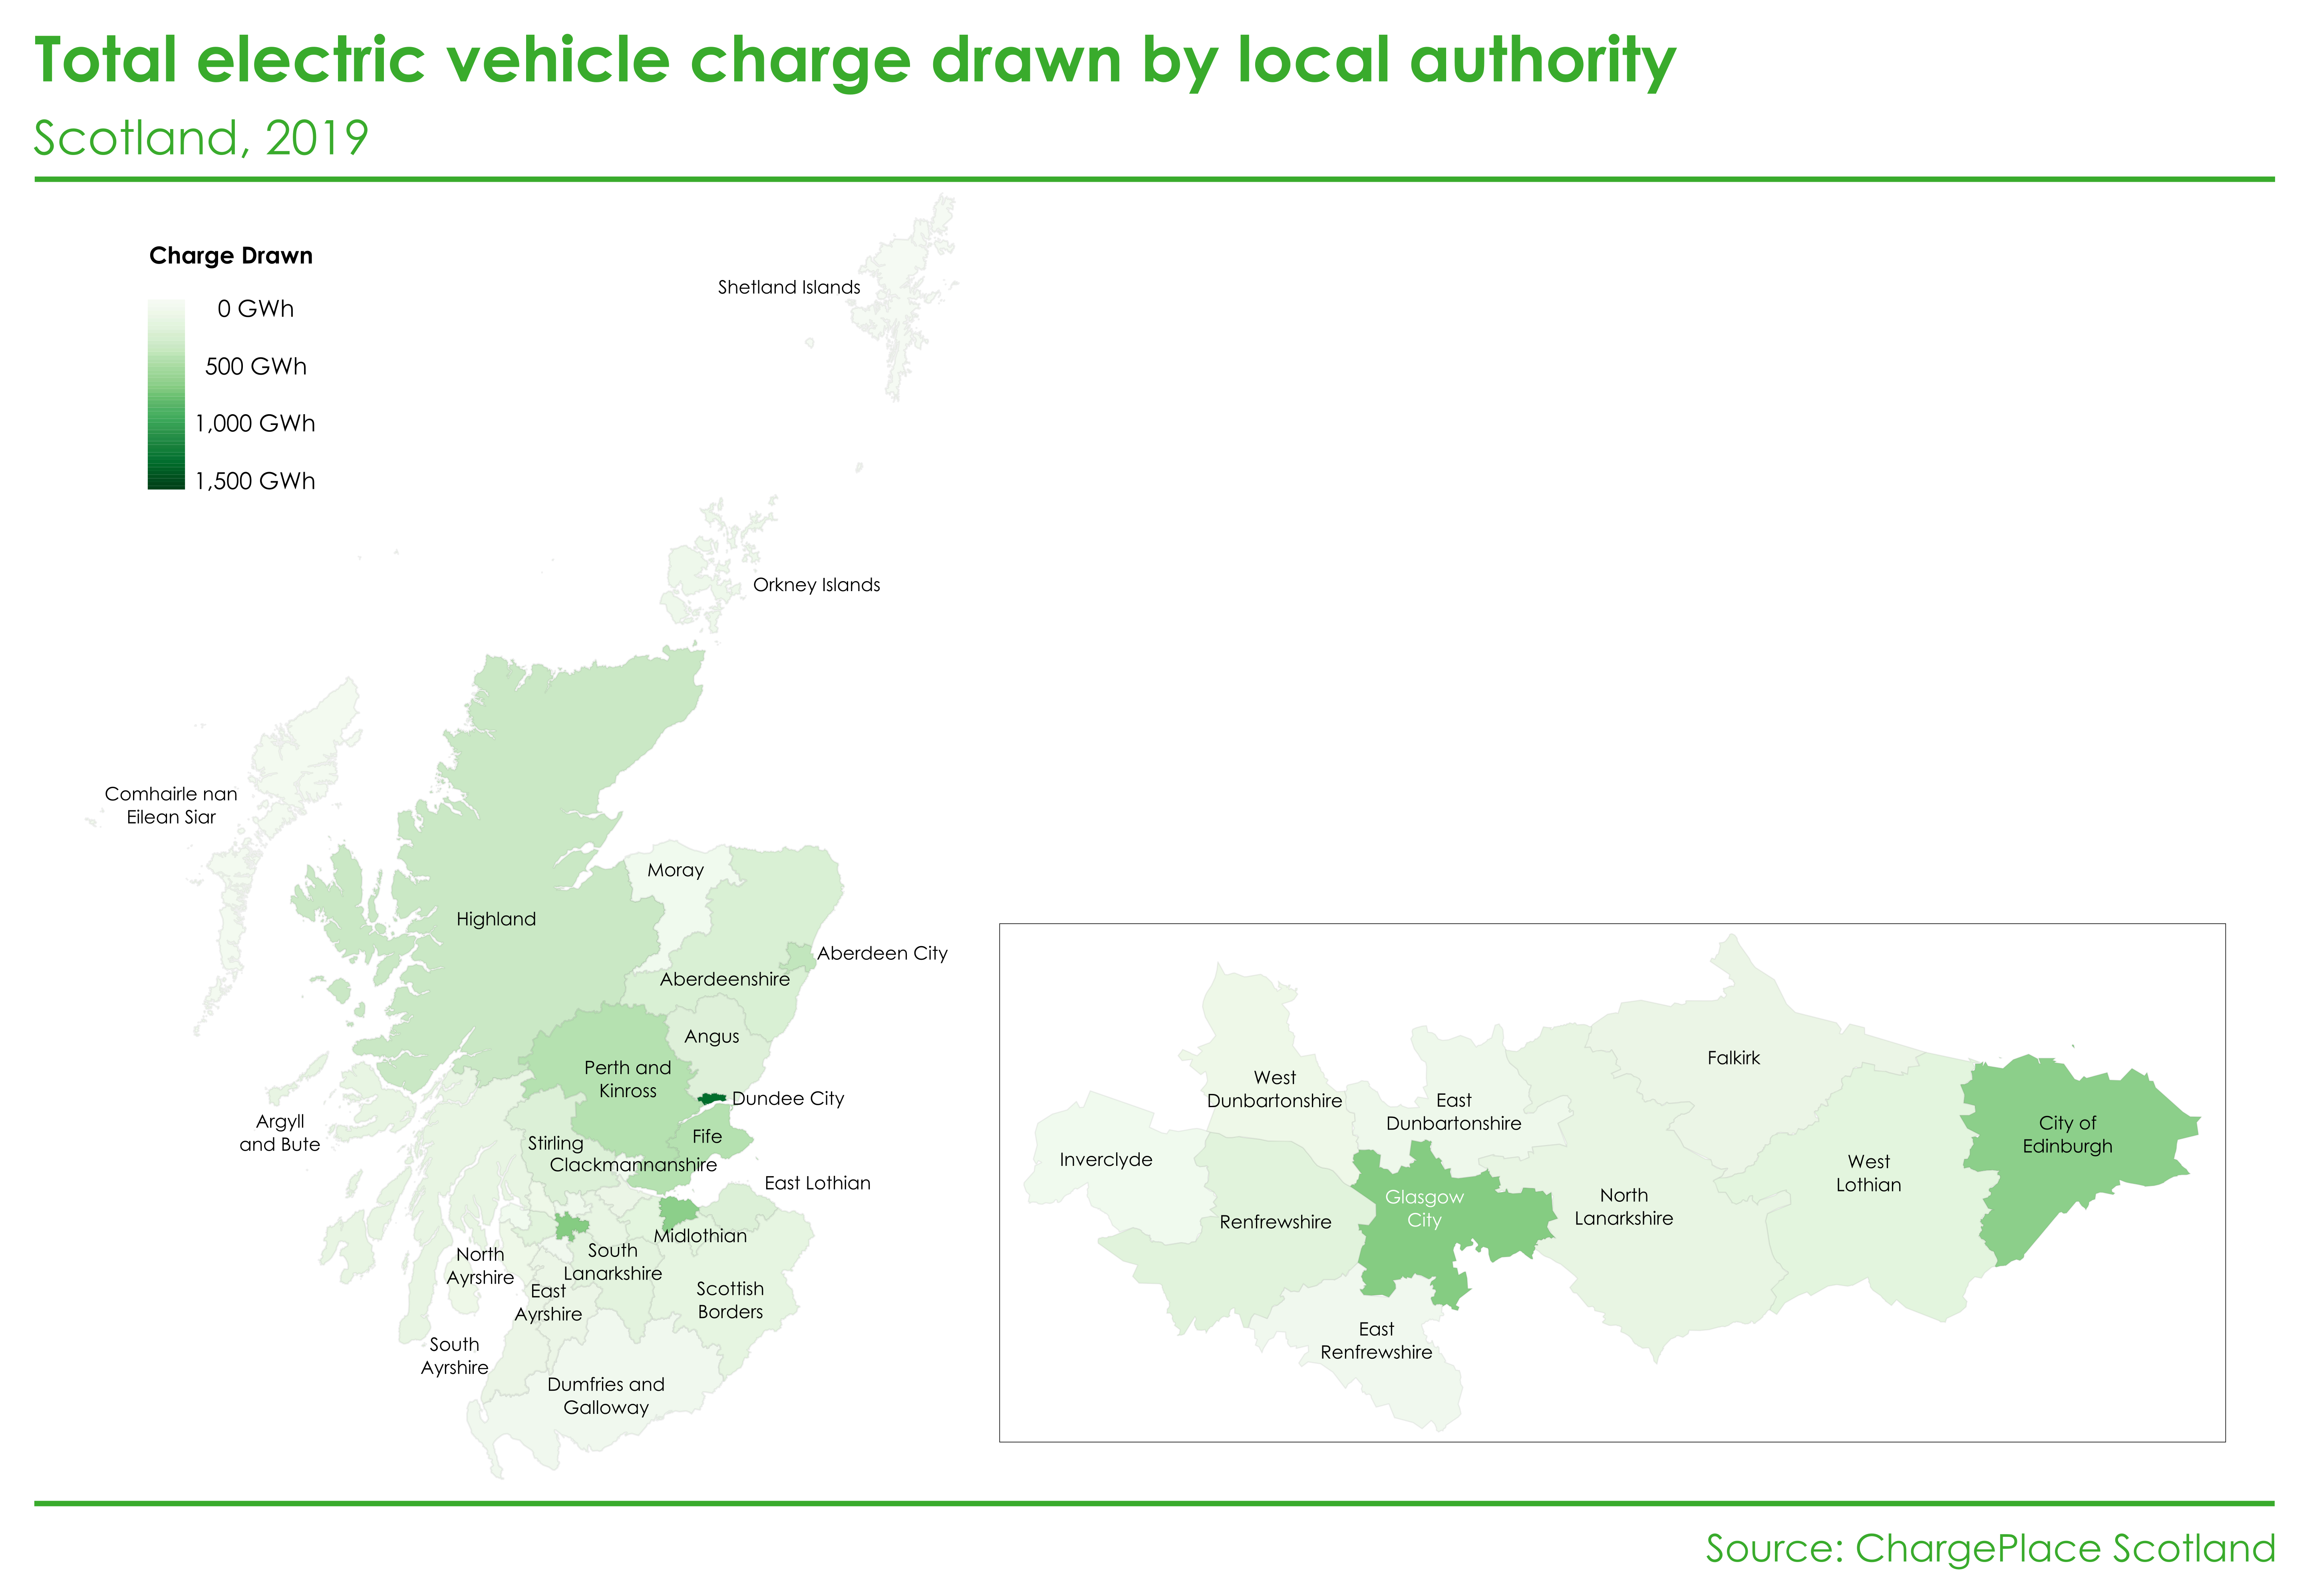 Total electric vehicle charge drawn by local authority
Scotland, 2019
Charge Drawn
0 GWh
500 GWh
1,000 GWh
1,500 GWh
Shetland Islands
Orkney Islands
Comhairle nan
Eilean Siar
Moray
Highland
Aberdeen City
Aberdeenshire
Angus
Perth and
Kinross
Dundee City
Argyll
and Bute
Fife
Stirling
Clackmannanshire
East Lothian
Midlothian
North
Ayrshire
South
Lanarkshire
East
Ayrshire
Scottish
Borders
South
Ayrshire
Dumfries and
Galloway
Falkirk
West
Dunbartonshire
East
Dunbartonshire
City of
Edinburgh
Inverclyde
West
Lothian
Glasgow
City
North
Lanarkshire
Renfrewshire
East
Renfrewshire
Source: ChargePlace Scotland